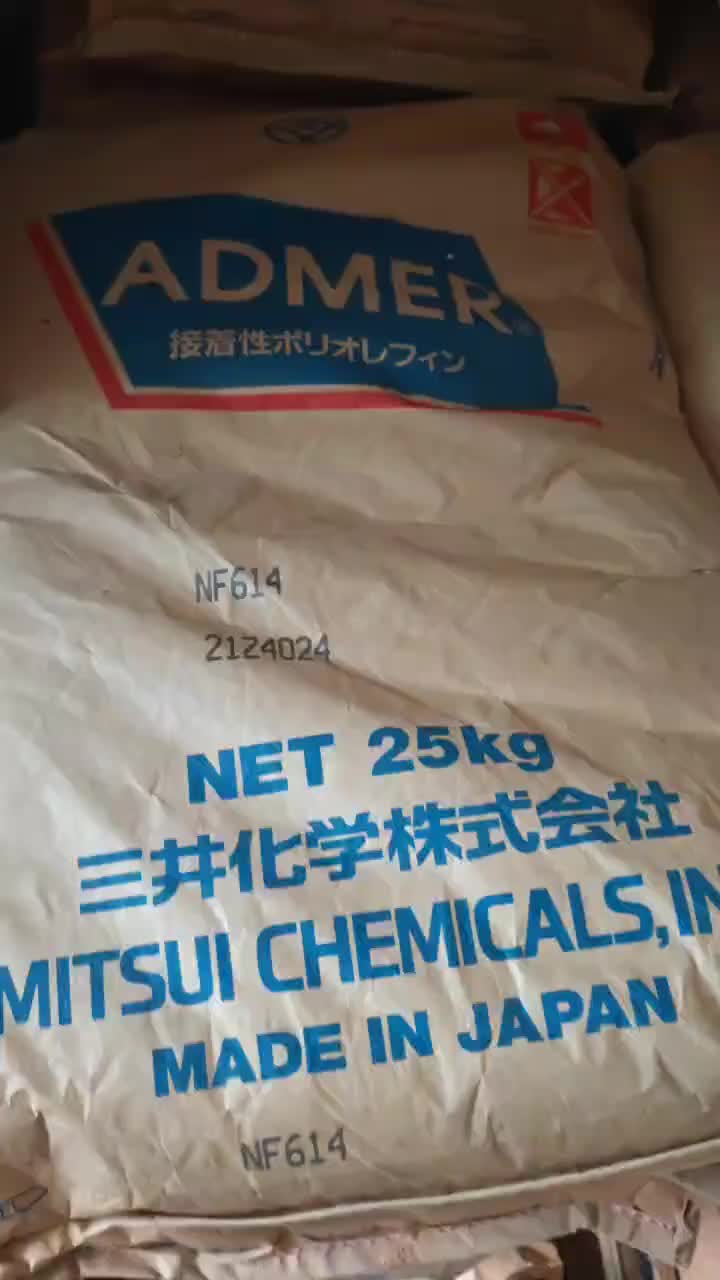 ADMER
接着性ポリオレフィン
NF614
21Z4024
NET 25kg
三井化学株式会社
MITSUI CHEMICALS, IN
MADE IN JAPAN
NF614